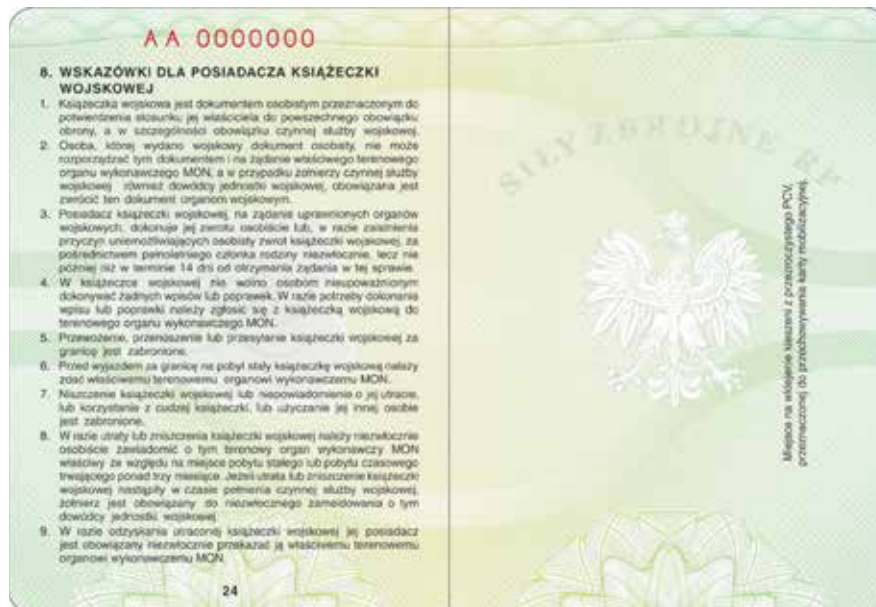 AA 0000000
8. WSKAZÓWKI DLA POSIADACZA KSIĄŻECZKI
WOJSKOWEJ
1. Książeczka wojskowa jest dokumentem osobistym przeznaczonym do
potwierdzenia stosunku jej właściciela do powszechnego obowiązku
obrony, a w szczególności obowiązku czynnej służby wojskowej.
2. Osoba, której wydano wojskowy dokument osobisty, nie może
rozporządzać tym dokumentem i na żądanie właściwego terenowego
organu wykonawczego MON, a w przypadku żołnierzy czynnej służby
wojskowej również dowódcy jednostki wojskowej, obowiązana jest
zwrócić ten dokument organom wojskowym.
3. Posiadacz książeczki wojskowej, na żądanie uprawnionych organów
wojskowych, dokonuje jej zwrotu osobiście lub, w razie zaistnienia
przyczyn uniemożliwiających osobisty zwrot książeczki wojskowej, za
pośrednictwem pełnoletniego członka rodziny niezwłocznie, lecz nie
później niż w terminie 14 dni od otrzymania żądania w tej sprawie.
4. W książeczce wojskowej nie wolno osobom nieupoważnionym
dokonywać żadnych wpisów lub poprawek. W razie potrzeby dokonania
wpisu lub poprawki należy zgłosić się z książeczką wojskową do
terenowego organu wykonawczego MON.
5. Przewożenie, przenoszenie lub przesyłanie książeczki wojskowej za
granicę jest zabronione.
6. Przed wyjazdem za granicę na pobyt stały książeczkę wojskową należy
zdać właściwemu terenowemu organowi wykonawczemu MON.
7. Niszczenie książeczki wojskowej lub niepowiadomienie o jej utracie,
lub korzystanie z cudzej książeczki, lub użyczanie jej innej osobie
jest zabronione.
8. W razie utraty lub zniszczenia książeczki wojskowej należy niezwłocznie
osobiście zawiadomić o tym terenowy organ wykonawczy MON
właściwy ze względu na miejsce pobytu stałego lub pobytu czasowego
trwającego ponad trzy miesiące. Jeżeli utrata lub zniszczenie książeczki
wojskowej nastąpiły w czasie pełnienia czynnej służby wojskowej,
żołnierz jest obowiązany do niezwłocznego zameldowania o tym
dowódcy jednostki wojskowej.
9. W razie odzyskania utraconej książeczki wojskowej jej posiadacz
jest obowiązany niezwłocznie przekazać ją właściwemu terenowemu
organowi wykonawczemu MON.
24
SIŁY ZBROJNE RP
Miejsce na wklejenie kieszeni z przezroczystego PCV,
przeznaczonej do przechowywania karty mobilizacyjnej.